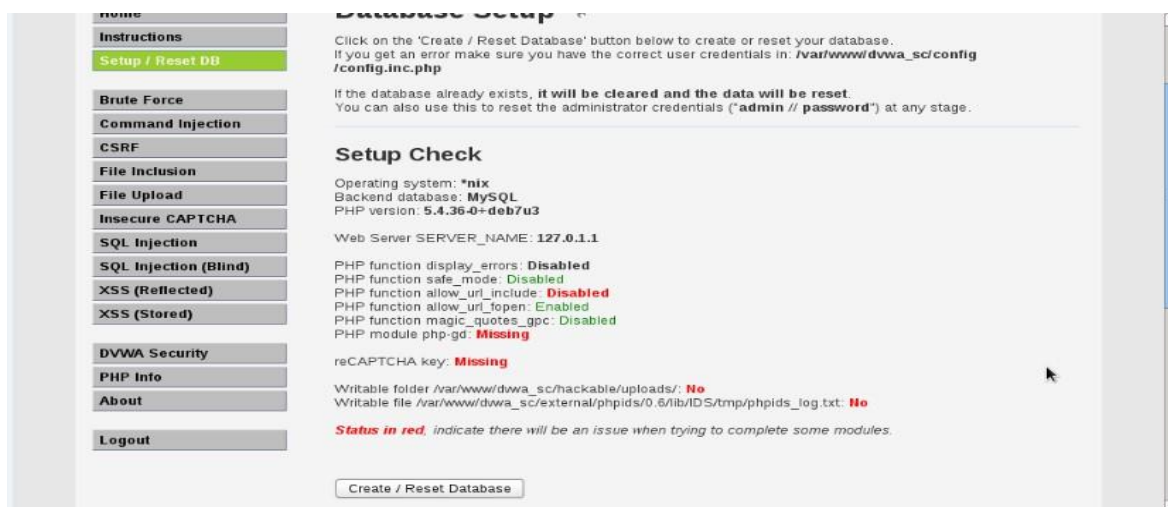 Home
Instructions
Setup / Reset DB
Brute Force
Command Injection
CSRF
File Inclusion
File Upload
Insecure CAPTCHA
SQL Injection
SQL Injection (Blind)
XSS (Reflected)
XSS (Stored)
DVWA Security
PHP Info
About
Logout
Database Setup
Click on the 'Create / Reset Database' button below to create or reset your database.
If you get an error make sure you have the correct user credentials in: /var/www/dvwa_sc/config
/config.inc.php
If the database already exists, it will be cleared and the data will be reset.
You can also use this to reset the administrator credentials ("admin // password") at any stage.
Setup Check
Operating system: *nix
Backend database: MySQL
PHP version: 5.4.36-0+deb7u3
Web Server SERVER_NAME: 127.0.1.1
PHP function display_errors: Disabled
PHP function safe_mode: Disabled
PHP function allow_url_include: Disabled
PHP function allow_url_fopen: Enabled
PHP function magic_quotes_gpc: Disabled
PHP module php-gd: Missing
reCAPTCHA key: Missing
Writable folder /var/www/dvwa_sc/hackable/uploads/: No
Writable file /var/www/dvwa_sc/external/phpids/0.6/lib/IDS/tmp/phpids_log.txt: No
Status in red, indicate there will be an issue when trying to complete some modules.
Create / Reset Database